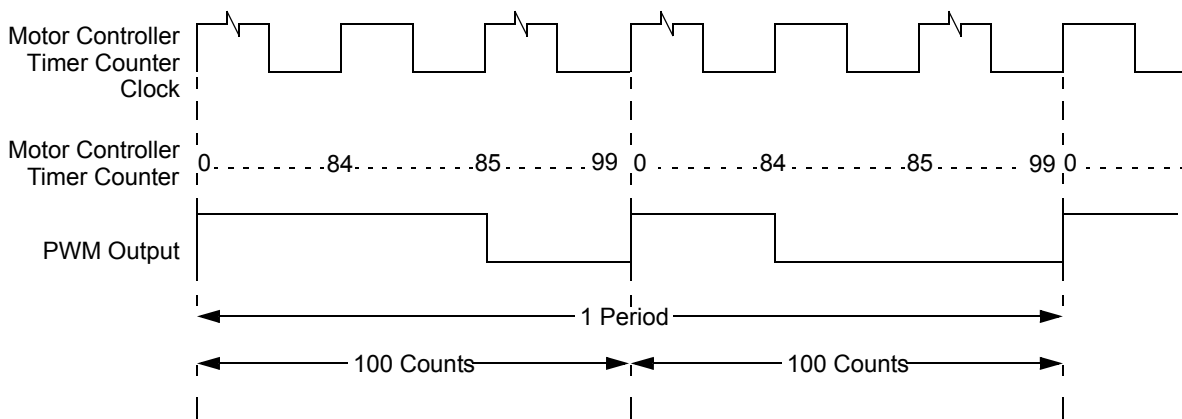 Motor Controller
Timer Counter
Clock
Motor Controller
Timer Counter
0 84 85 99 0 84 85 99 0
PWM Output
1 Period
100 Counts 100 Counts